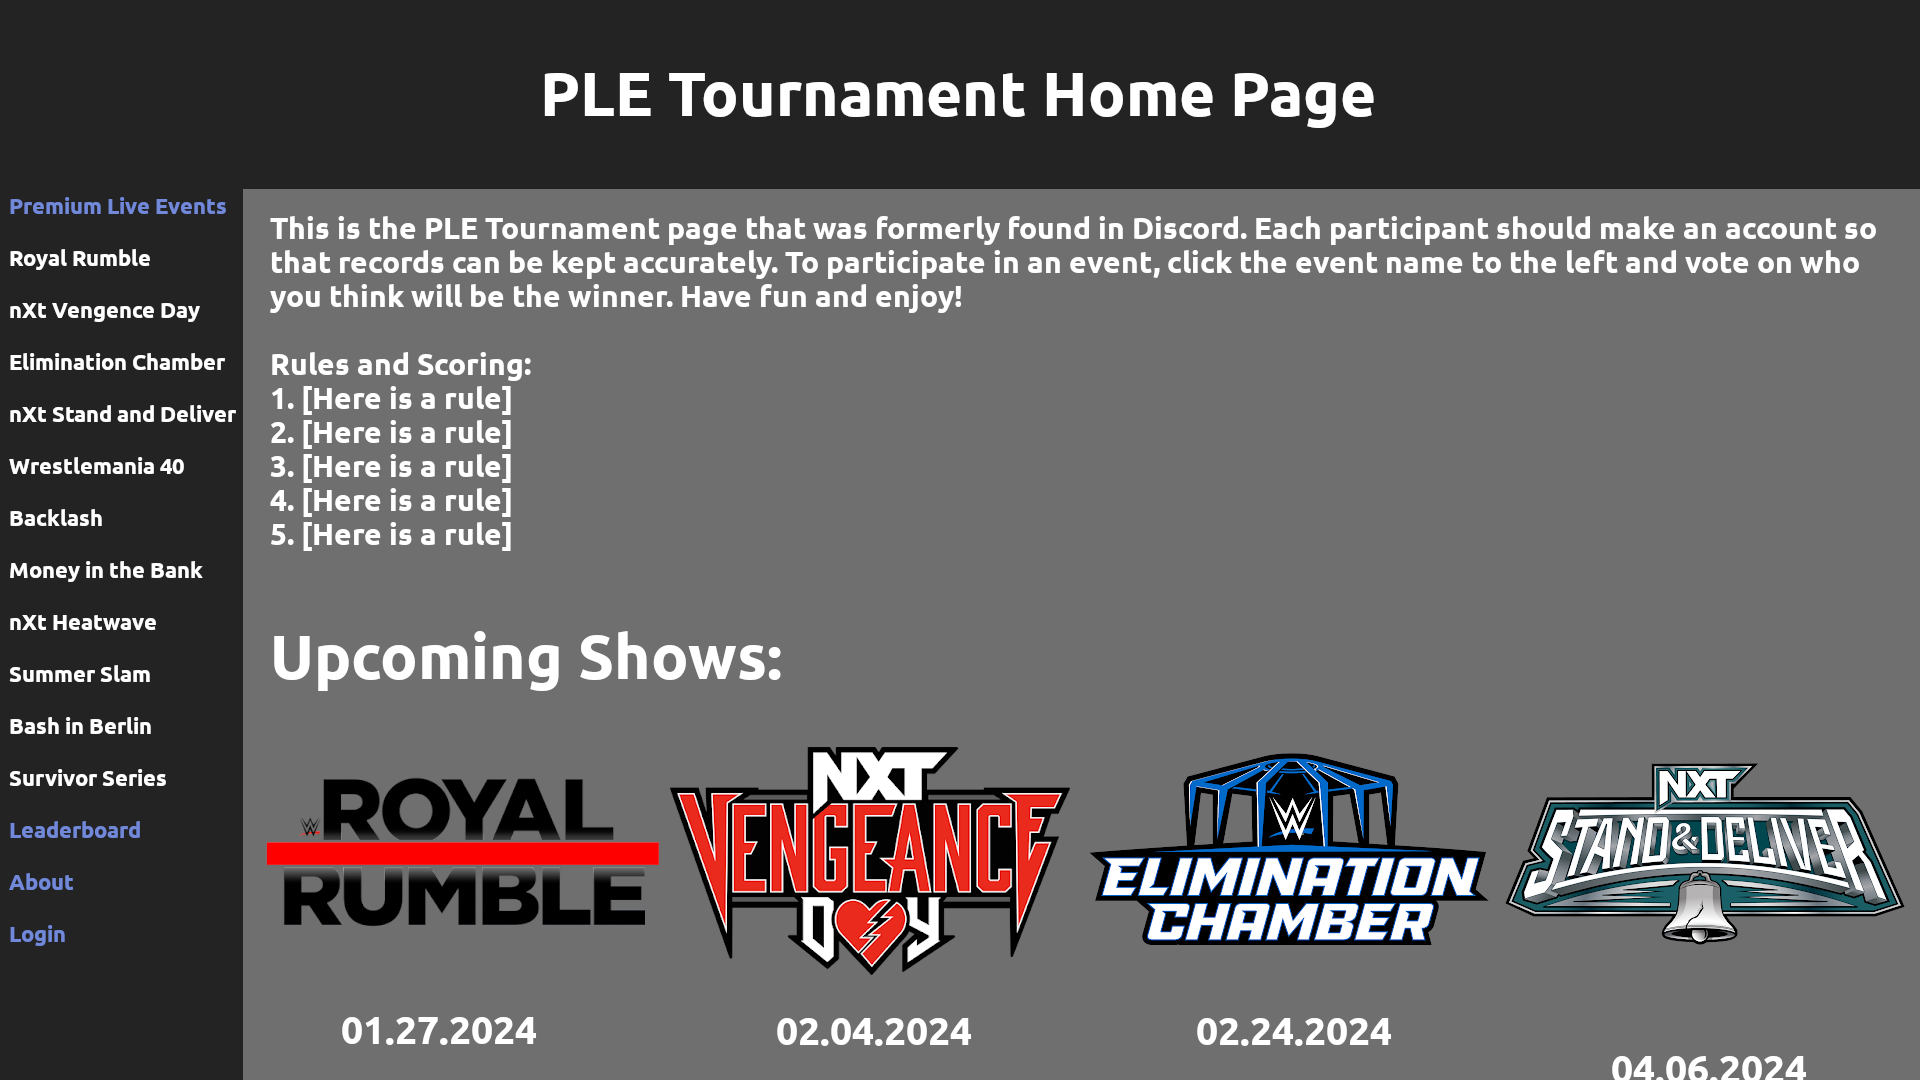 PLE Tournament Home Page
Premium Live Events
Royal Rumble
nXt Vengence Day
Elimination Chamber
nXt Stand and Deliver
Wrestlemania 40
Backlash
Money in the Bank
nXt Heatwave
Summer Slam
Bash in Berlin
Survivor Series
Leaderboard
About
Login
This is the PLE Tournament page that was formerly found in Discord. Each participant should make an account so
that records can be kept accurately. To participate in an event, click the event name to the left and vote on who
you think will be the winner. Have fun and enjoy!
Rules and Scoring:
1. [Here is a rule]
2. [Here is a rule]
3. [Here is a rule]
4. [Here is a rule]
5. [Here is a rule]
Upcoming Shows:
W ROYAL
RUMBLE
NXT
VENGEANCE
DAY
W
ELIMINATION
CHAMBER
NXT
STAND & DELIVER
01.27.2024
02.04.2024
02.24.2024
04.06.2024